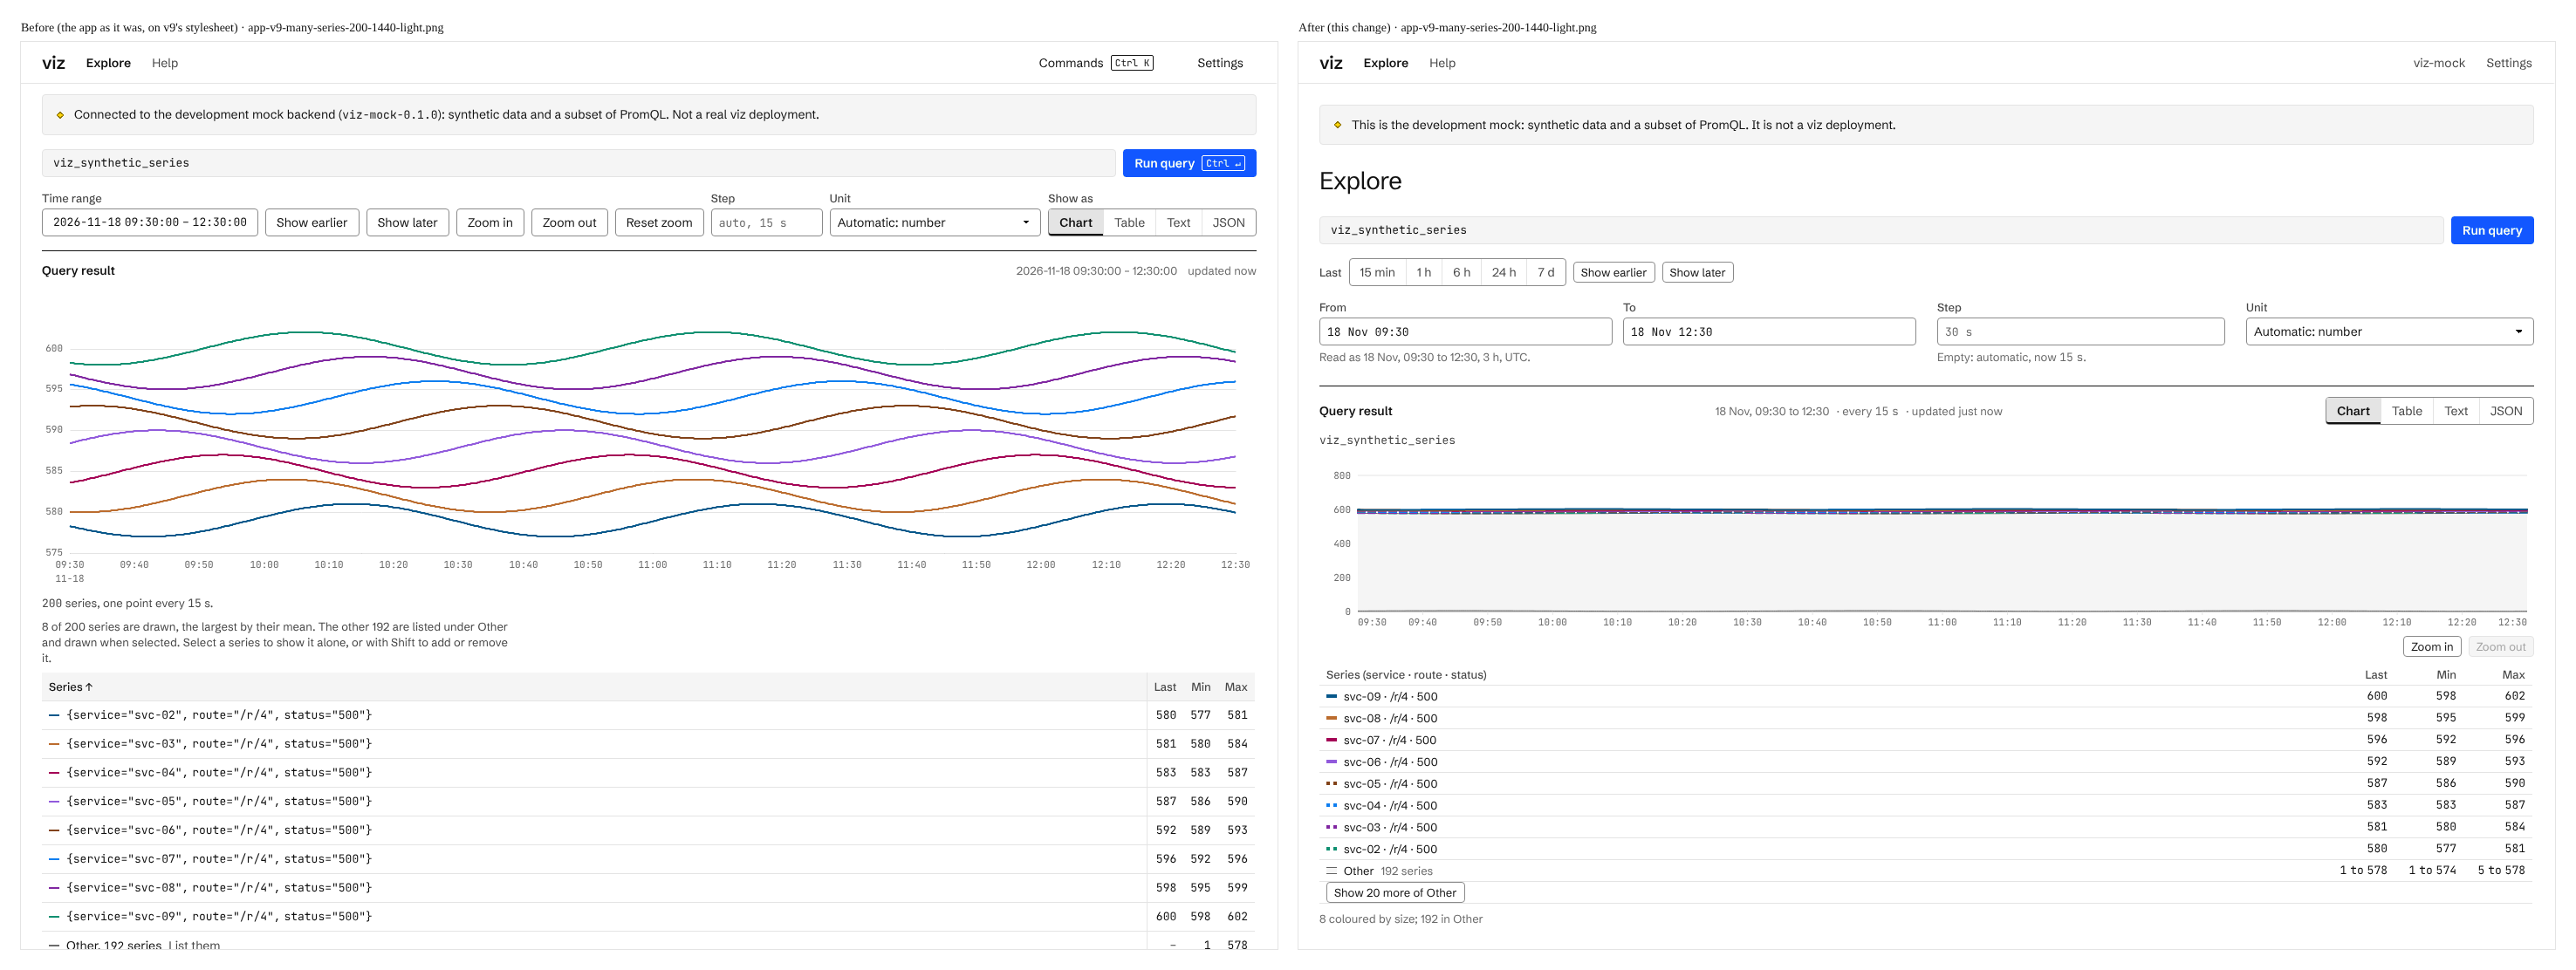 Before (the app as it was, on v9's stylesheet) · app-v9-many-series-200-1440-light.png
viz Explore Help Commands Ctrl K Settings
Connected to the development mock backend (viz-mock-0.1.0): synthetic data and a subset of PromQL. Not a real viz deployment.
viz_synthetic_series Run query Ctrl ↵
Time range Step Unit Show as
2026-11-18 09:30:00 – 12:30:00 Show earlier Show later Zoom in Zoom out Reset zoom auto, 15 s Automatic: number Chart Table Text JSON
Query result 2026-11-18 09:30:00 – 12:30:00 updated now
600
595
590
585
580
575
09:30 09:40 09:50 10:00 10:10 10:20 10:30 10:40 10:50 11:00 11:10 11:20 11:30 11:40 11:50 12:00 12:10 12:20 12:30
11-18
200 series, one point every 15 s.
8 of 200 series are drawn, the largest by their mean. The other 192 are listed under Other
and drawn when selected. Select a series to show it alone, or with Shift to add or remove
it.
Series ↑ Last Min Max
{service="svc-02", route="/r/4", status="500"} 580 577 581
{service="svc-03", route="/r/4", status="500"} 581 580 584
{service="svc-04", route="/r/4", status="500"} 583 583 587
{service="svc-05", route="/r/4", status="500"} 587 586 590
{service="svc-06", route="/r/4", status="500"} 592 589 593
{service="svc-07", route="/r/4", status="500"} 596 592 596
{service="svc-08", route="/r/4", status="500"} 598 595 599
{service="svc-09", route="/r/4", status="500"} 600 598 602
Other, 192 series List them – 1 578
After (this change) · app-v9-many-series-200-1440-light.png
viz Explore Help viz-mock Settings
This is the development mock: synthetic data and a subset of PromQL. It is not a viz deployment.
Explore
viz_synthetic_series Run query
Last 15 min 1 h 6 h 24 h 7 d Show earlier Show later
From To Step Unit
18 Nov 09:30 18 Nov 12:30 30 s Automatic: number
Read as 18 Nov, 09:30 to 12:30, 3 h, UTC. Empty: automatic, now 15 s.
Query result 18 Nov, 09:30 to 12:30 · every 15 s · updated just now Chart Table Text JSON
viz_synthetic_series
800
600
400
200
0
09:30 09:40 09:50 10:00 10:10 10:20 10:30 10:40 10:50 11:00 11:10 11:20 11:30 11:40 11:50 12:00 12:10 12:20 12:30
Zoom in Zoom out
Series (service · route · status) Last Min Max
svc-09 · /r/4 · 500 600 598 602
svc-08 · /r/4 · 500 598 595 599
svc-07 · /r/4 · 500 596 592 596
svc-06 · /r/4 · 500 592 589 593
svc-05 · /r/4 · 500 587 586 590
svc-04 · /r/4 · 500 583 583 587
svc-03 · /r/4 · 500 581 580 584
svc-02 · /r/4 · 500 580 577 581
Other 192 series 1 to 578 1 to 574 5 to 578
Show 20 more of Other
8 coloured by size; 192 in Other